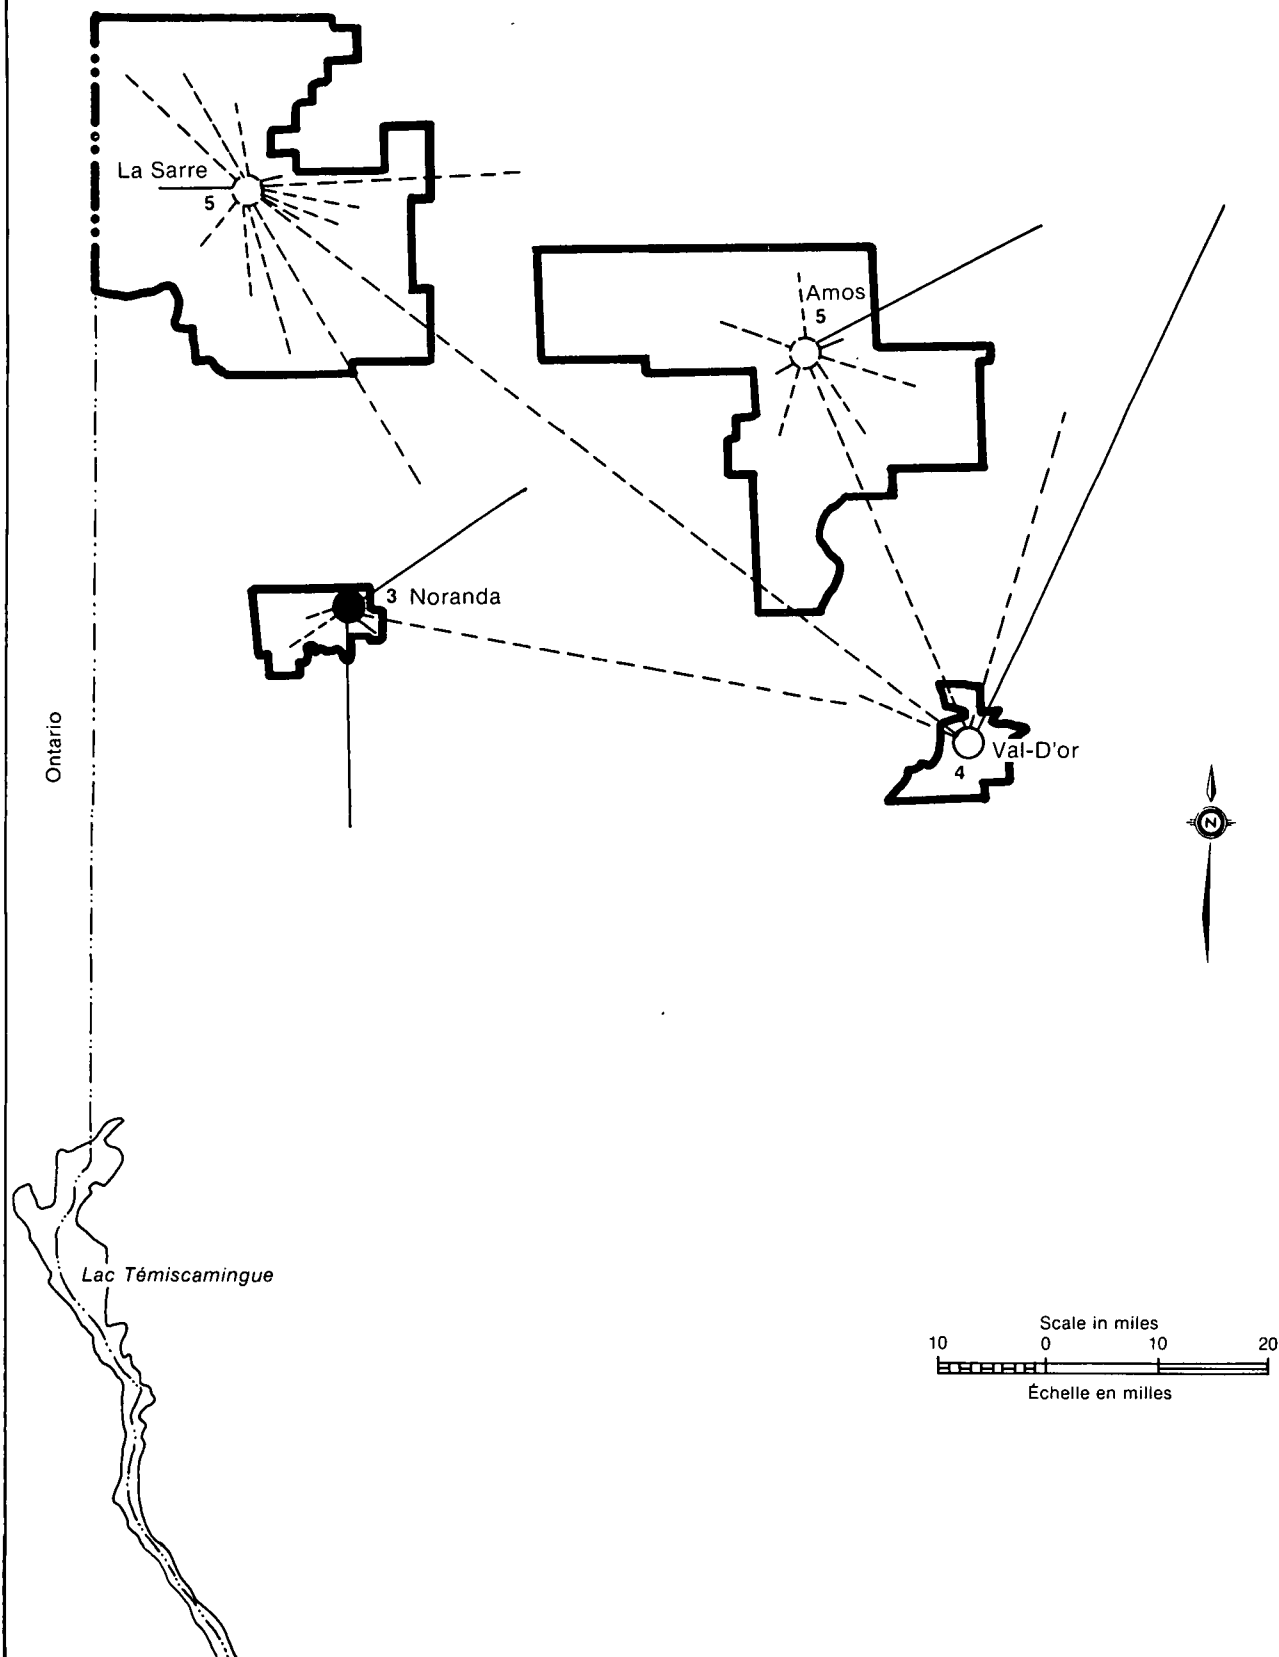 La Sarre
5
Amos
5
3 Noranda
Ontario
Val-D'or
4
N
Lac Témiscamingue
Scale in miles
10 0 10 20
Échelle en milles